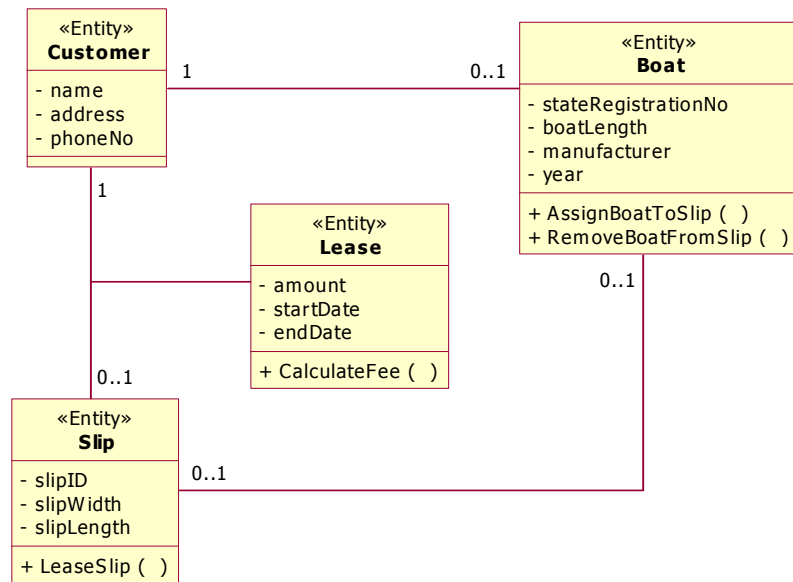 «Entity»
Customer
- name
- address
- phoneNo
1
0..1
«Entity»
Boat
- stateRegistrationNo
- boatLength
- manufacturer
- year
+ AssignBoatToSlip ( )
+ RemoveBoatFromSlip ( )
1
«Entity»
Lease
- amount
- startDate
- endDate
+ CalculateFee ( )
0..1
0..1
«Entity»
Slip
- slipID
- slipWidth
- slipLength
+ LeaseSlip ( )
0..1